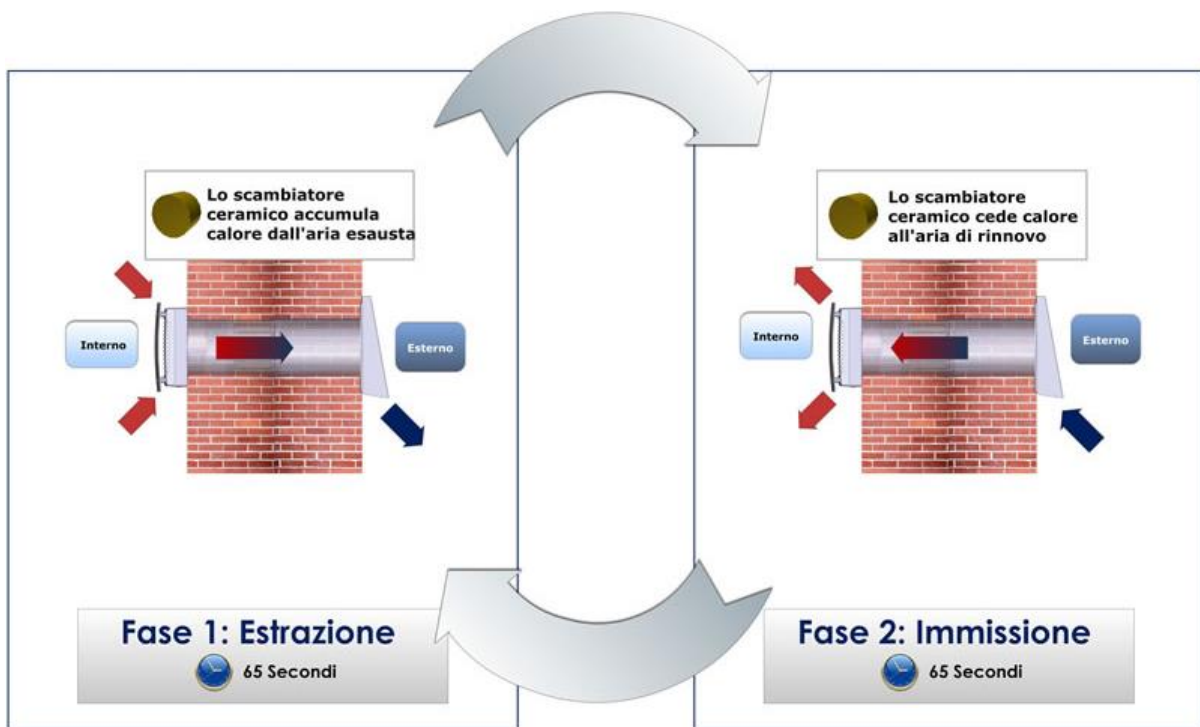 Lo scambiatore
ceramico accumula
calore dall'aria esausta
Interno
Esterno
Fase 1: Estrazione
65 Secondi
Lo scambiatore
ceramico cede calore
all'aria di rinnovo
Interno
Esterno
Fase 2: Immissione
65 Secondi